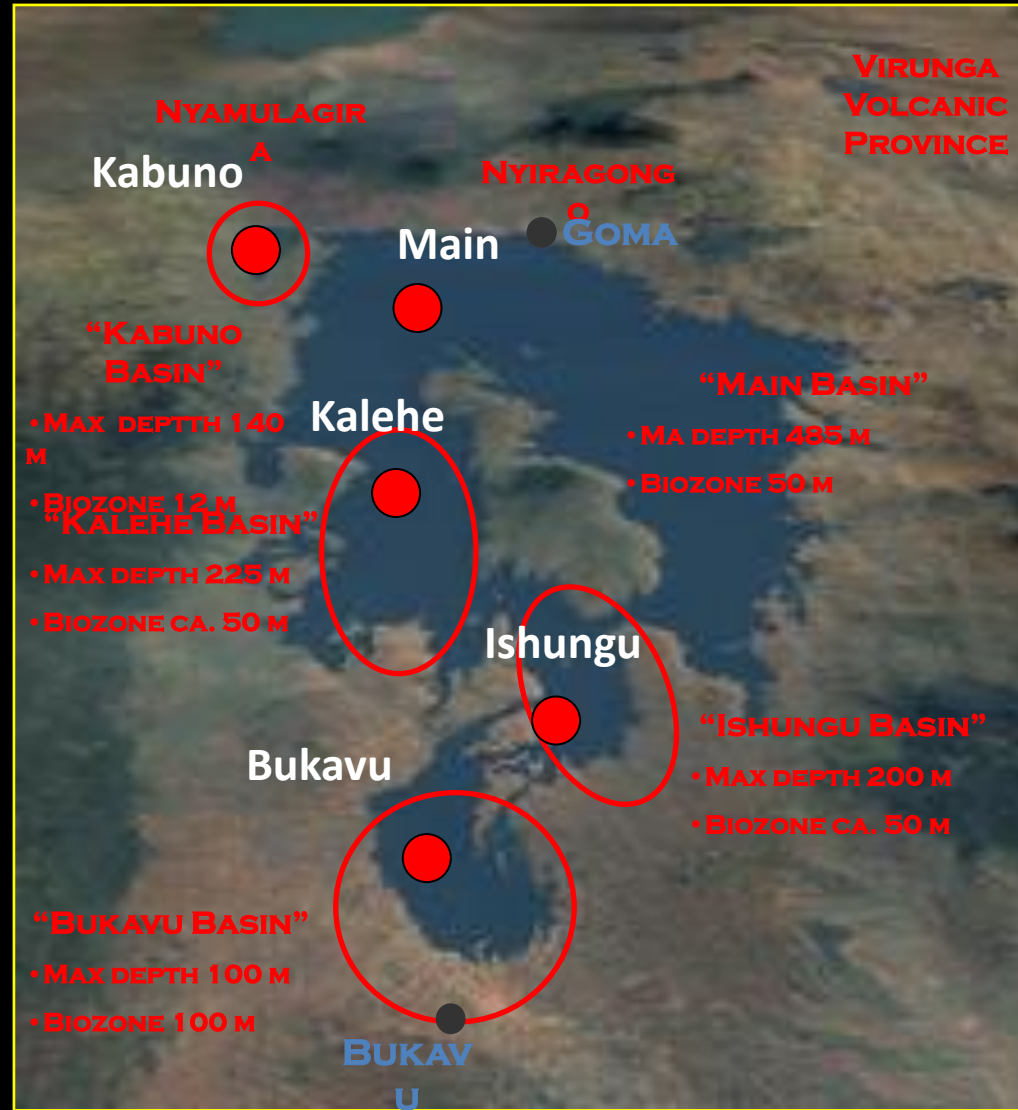 VIRUNGA
VOLCANIC
PROVINCE
NYAMULAGIR
A
Kabuno
NYIRAGONG
O
GOMA
Main
“KABUNO
BASIN”
• MAX DEPTTH 140
M
• BIOZONE 12 M
Kalehe
“MAIN BASIN”
• MA DEPTH 485 M
• BIOZONE 50 M
“KALEHE BASIN”
• MAX DEPTH 225 M
• BIOZONE CA. 50 M
Ishungu
“ISHUNGU BASIN”
• MAX DEPTH 200 M
• BIOZONE CA. 50 M
Bukavu
“BUKAVU BASIN”
• MAX DEPTH 100 M
• BIOZONE 100 M
BUKAV
U